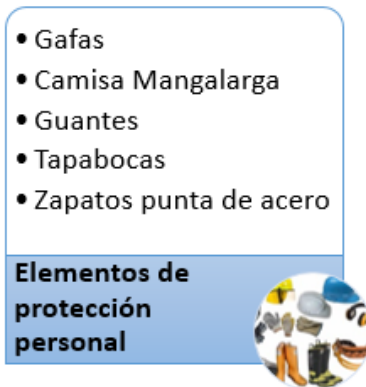 • Gafas
• Camisa Mangalarga
• Guantes
• Tapabocas
• Zapatos punta de acero
Elementos de
protección
personal